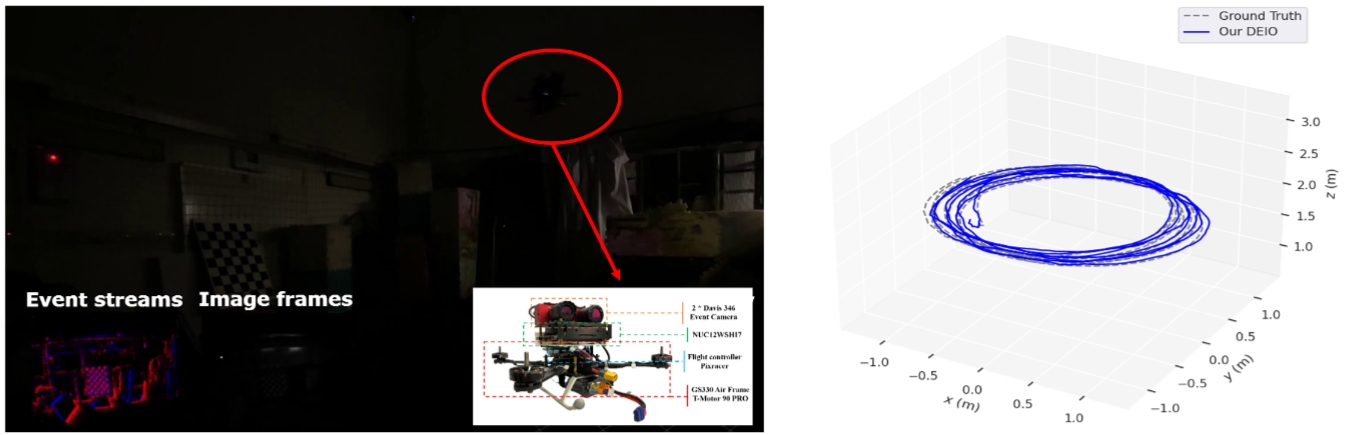 Event streams Image frames
2 * Davis 346
Event Camera
NUC12WSHI7
Flight controller
Pixracer
GS330 Air Frame
T-Motor 90 PRO
Ground Truth
Our DEIO
3.0
2.5
2.0
1.5
1.0
z (m)
1.0
0.5
0.0
-0.5
-1.0
y (m)
-1.0
-0.5
0.0
0.5
1.0
x (m)